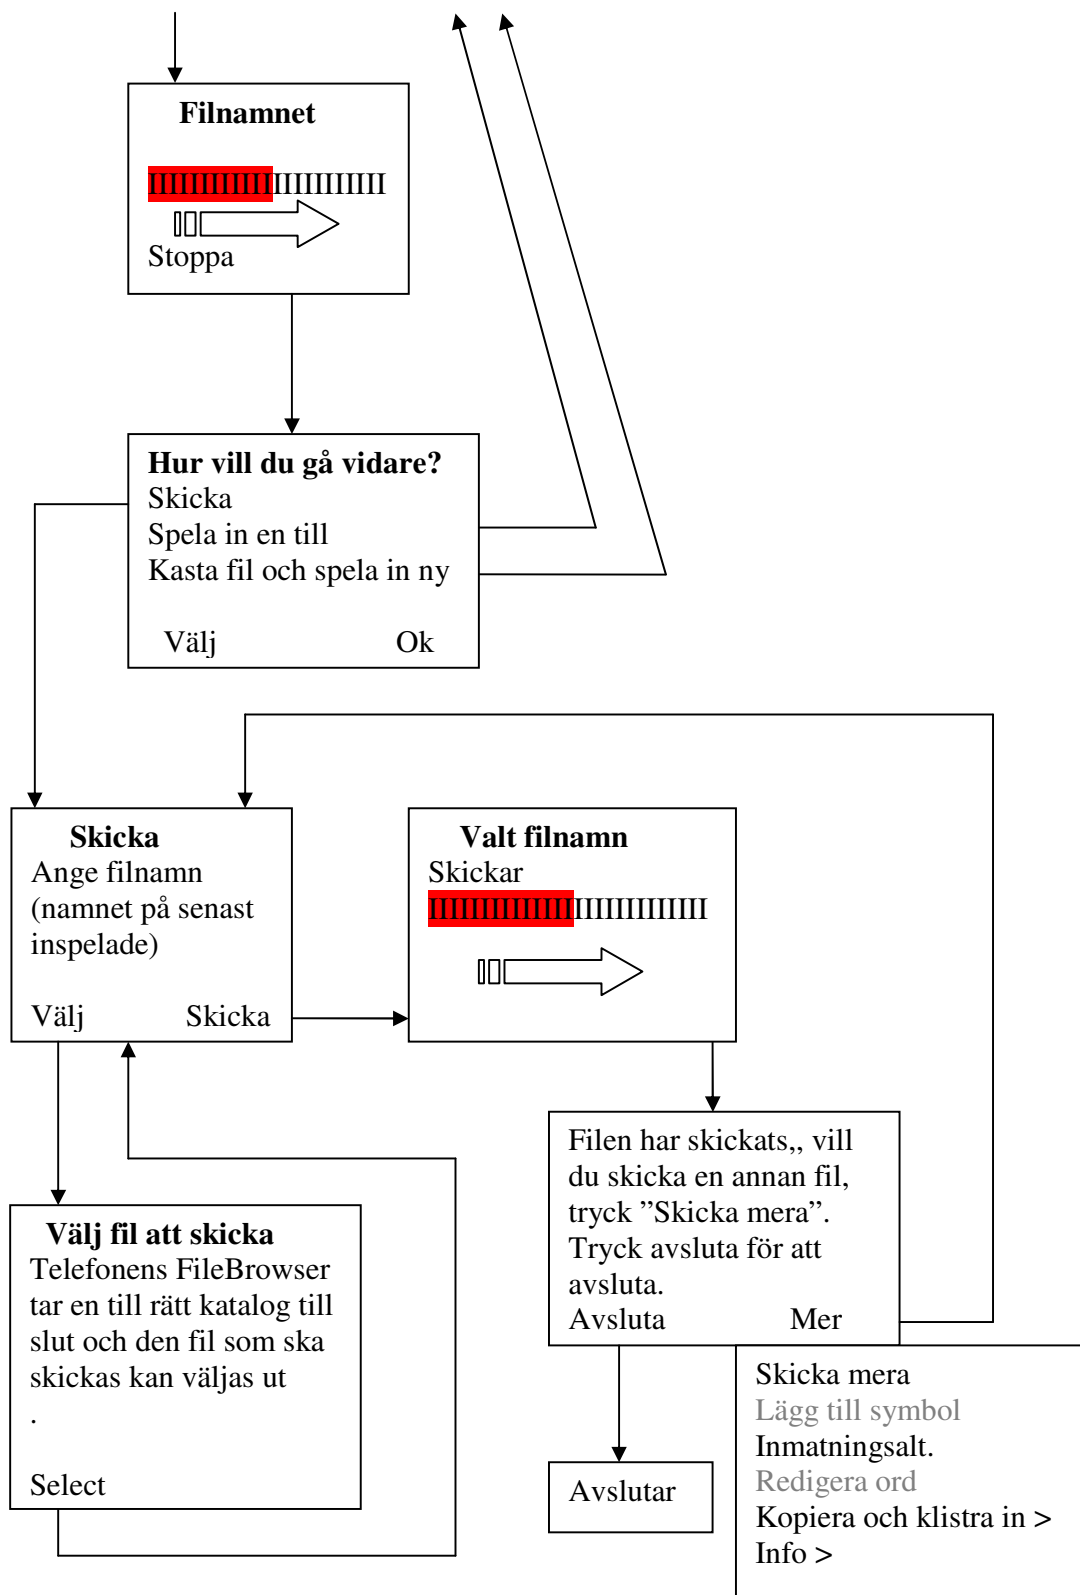 Filnamnet
IIIIIIIIIIIIIIIIIIIIIII
Stoppa
Hur vill du gå vidare?
Skicka
Spela in en till
Kasta fil och spela in ny
Välj Ok
Skicka
Ange filnamn
(namnet på senast
inspelade)
Välj Skicka
Valt filnamn
Skickar
IIIIIIIIIIIIIIIIIIIIIIIIIII
Filen har skickats,, vill
du skicka en annan fil,
tryck ”Skicka mera”.
Tryck avsluta för att
avsluta.
Avsluta Mer
Välj fil att skicka
Telefonens FileBrowser
tar en till rätt katalog till
slut och den fil som ska
skickas kan väljas ut
.
Select
Avslutar
Skicka mera
Lägg till symbol
Inmatningsalt.
Redigera ord
Kopiera och klistra in >
Info >